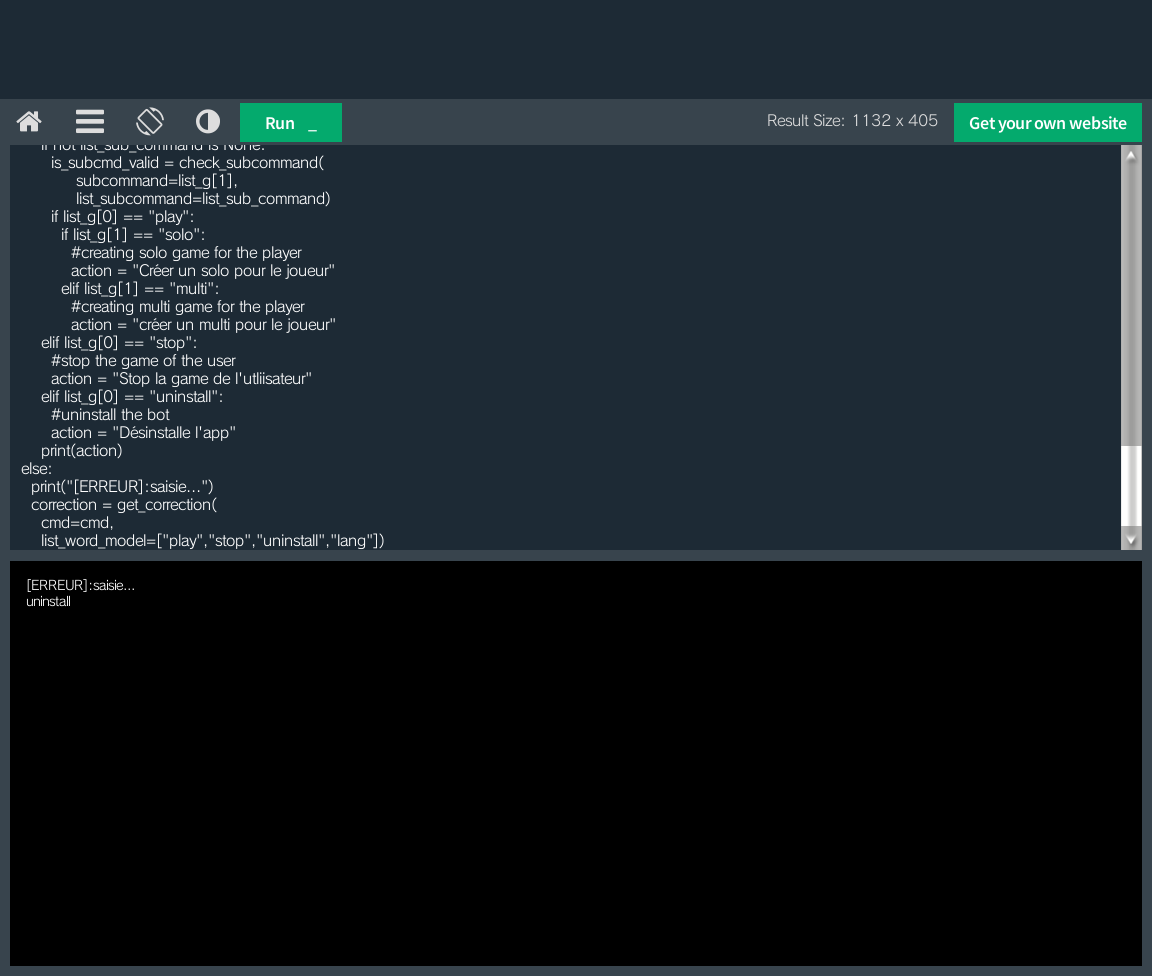 Run _
Result Size: 1132 x 405
Get your own website
if not list_sub_command is None:
is_subcmd_valid = check_subcommand(
subcommand=list_g[1],
list_subcommand=list_sub_command)
if list_g[0] == "play":
if list_g[1] == "solo":
#creating solo game for the player
action = "Créer un solo pour le joueur"
elif list_g[1] == "multi":
#creating multi game for the player
action = "créer un multi pour le joueur"
elif list_g[0] == "stop":
#stop the game of the user
action = "Stop la game de l'utliisateur"
elif list_g[0] == "uninstall":
#uninstall the bot
action = "Désinstalle l'app"
print(action)
else:
print("[ERREUR]:saisie...")
correction = get_correction(
cmd=cmd,
list_word_model=["play","stop","uninstall","lang"])
[ERREUR]:saisie...
uninstall